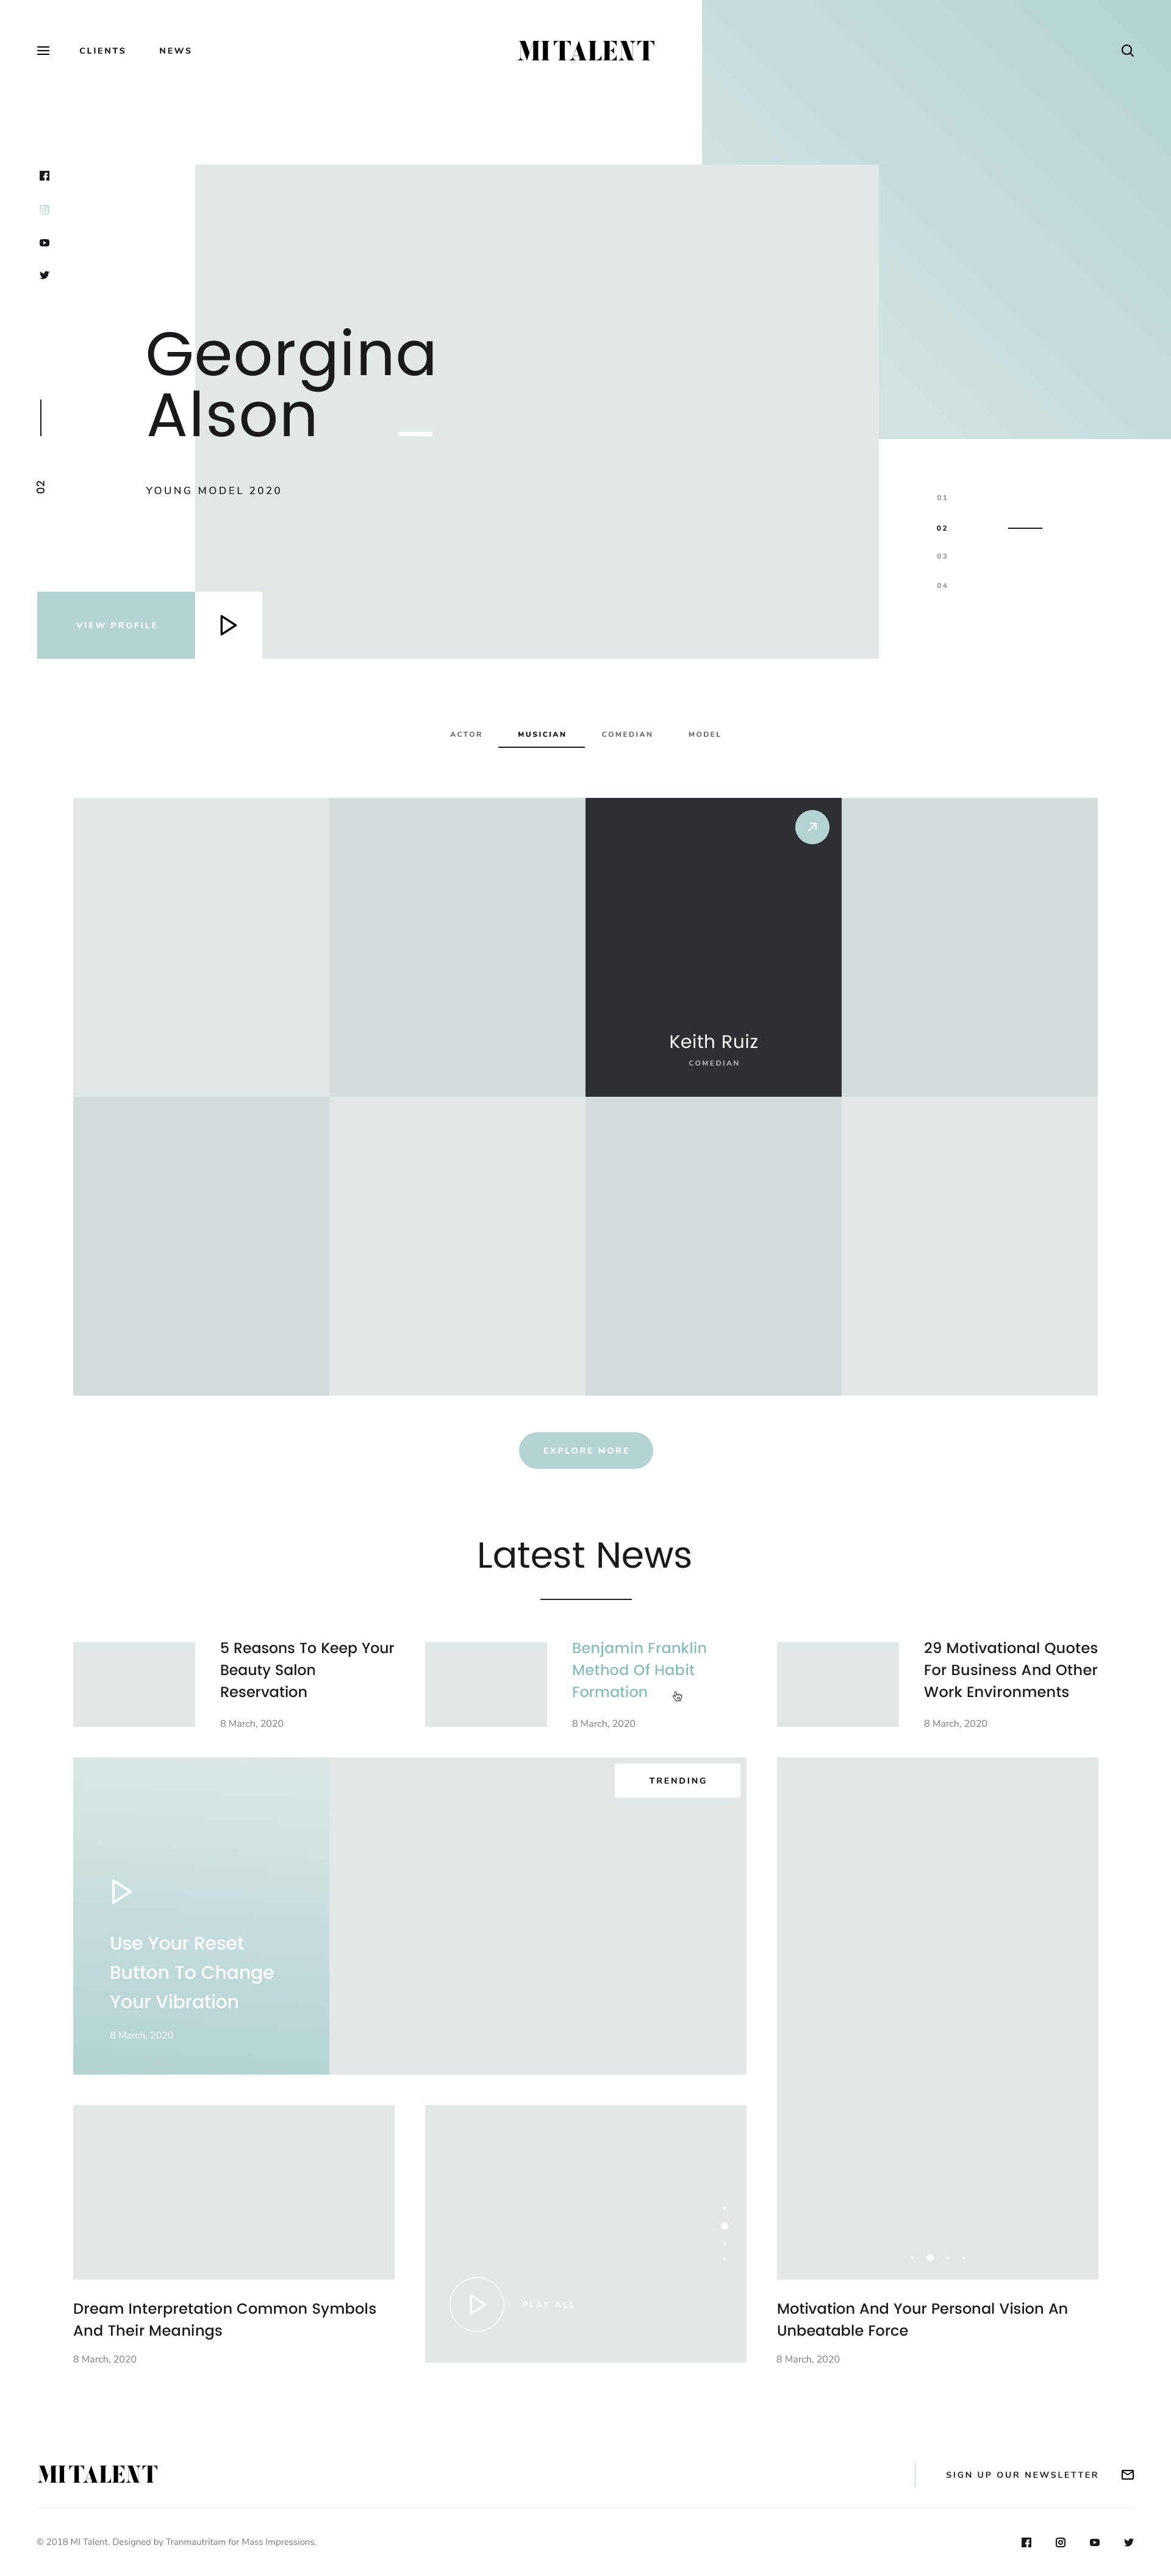 CLIENTS
NEWS
MI TALENT
Georgina
Alson
02
YOUNG MODEL 2020
01
02
03
04
VIEW PROFILE
ACTOR
MUSICIAN
COMEDIAN
MODEL
Keith Ruiz
COMEDIAN
EXPLORE MORE
Latest News
5 Reasons To Keep Your
Beauty Salon
Reservation
8 March, 2020
Benjamin Franklin
Method Of Habit
Formation
8 March, 2020
29 Motivational Quotes
For Business And Other
Work Environments
8 March, 2020
TRENDING
Use Your Reset
Button To Change
Your Vibration
8 March, 2020
PLAY ALL
Dream Interpretation Common Symbols
And Their Meanings
8 March, 2020
Motivation And Your Personal Vision An
Unbeatable Force
8 March, 2020
MI TALENT
SIGN UP OUR NEWSLETTER
© 2018 MI Talent. Designed by Tranmautritam for Mass Impressions.